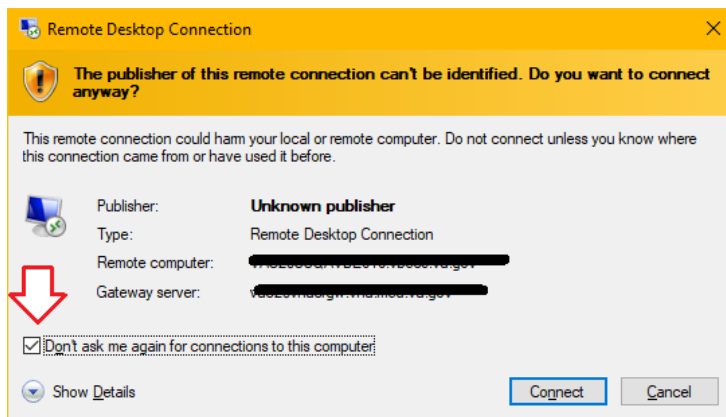 Remote Desktop Connection
The publisher of this remote connection can't be identified. Do you want to connect
anyway?
This remote connection could harm your local or remote computer. Do not connect unless you know where
this connection came from or have used it before.
Publisher: Unknown publisher
Type: Remote Desktop Connection
Remote computer:
Gateway server:
Don't ask me again for connections to this computer
Show Details
Connect Cancel